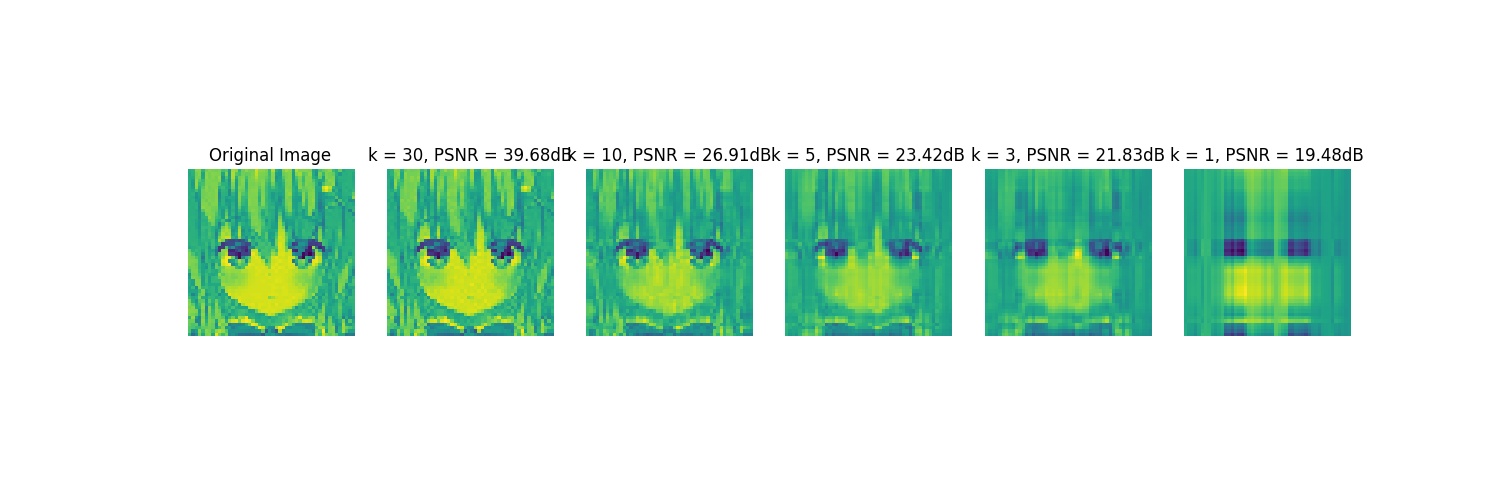 Original Image
k = 30, PSNR = 39.68dB
k = 10, PSNR = 26.91dB
k = 5, PSNR = 23.42dB
k = 3, PSNR = 21.83dB
k = 1, PSNR = 19.48dB